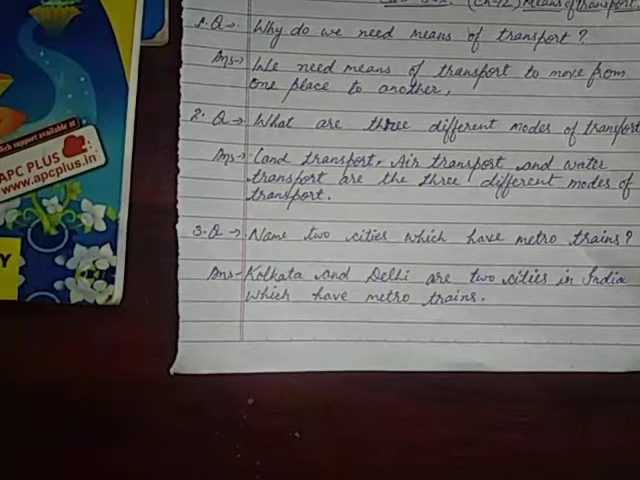 (Ch-12) Means of transport.
1. Q → Why do we need means of transport?
Ans → We need means of transport to move from
one place to another,
2. Q → What are three different modes of transport
Ans → Land transport, Air transport and water
transport are the three different modes of
transport.
3. Q → Name two cities which have metro trains?
Ans - Kolkata and Delhi are two cities in India
which have metro trains.
Tech support available at
APC PLUS
www.apcplus.in
Y